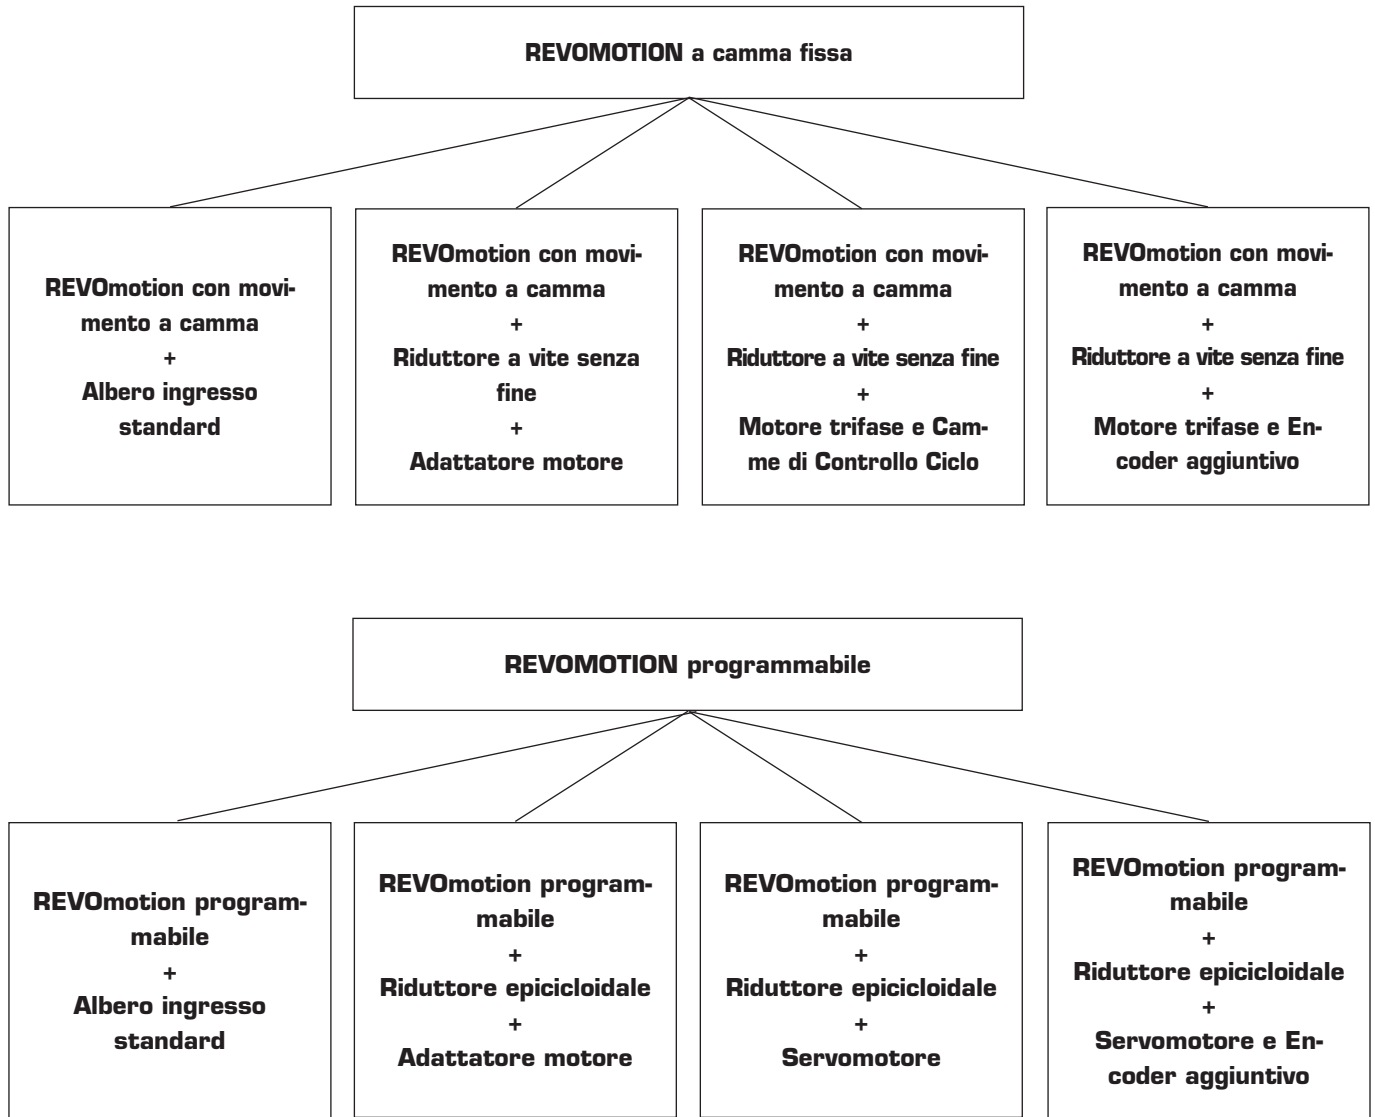 REVOMOTION a camma fissa
REVOmotion con movi-
mento a camma
+
Albero ingresso
standard
REVOmotion con movi-
mento a camma
+
Riduttore a vite senza
fine
+
Adattatore motore
REVOmotion con movi-
mento a camma
+
Riduttore a vite senza fine
+
Motore trifase e Cam-
me di Controllo Ciclo
REVOmotion con movi-
mento a camma
+
Riduttore a vite senza fine
+
Motore trifase e En-
coder aggiuntivo
REVOMOTION programmabile
REVOmotion program-
mabile
+
Albero ingresso
standard
REVOmotion program-
mabile
+
Riduttore epicicloidale
+
Adattatore motore
REVOmotion program-
mabile
+
Riduttore epicicloidale
+
Servomotore
REVOmotion program-
mabile
+
Riduttore epicicloidale
+
Servomotore e En-
coder aggiuntivo